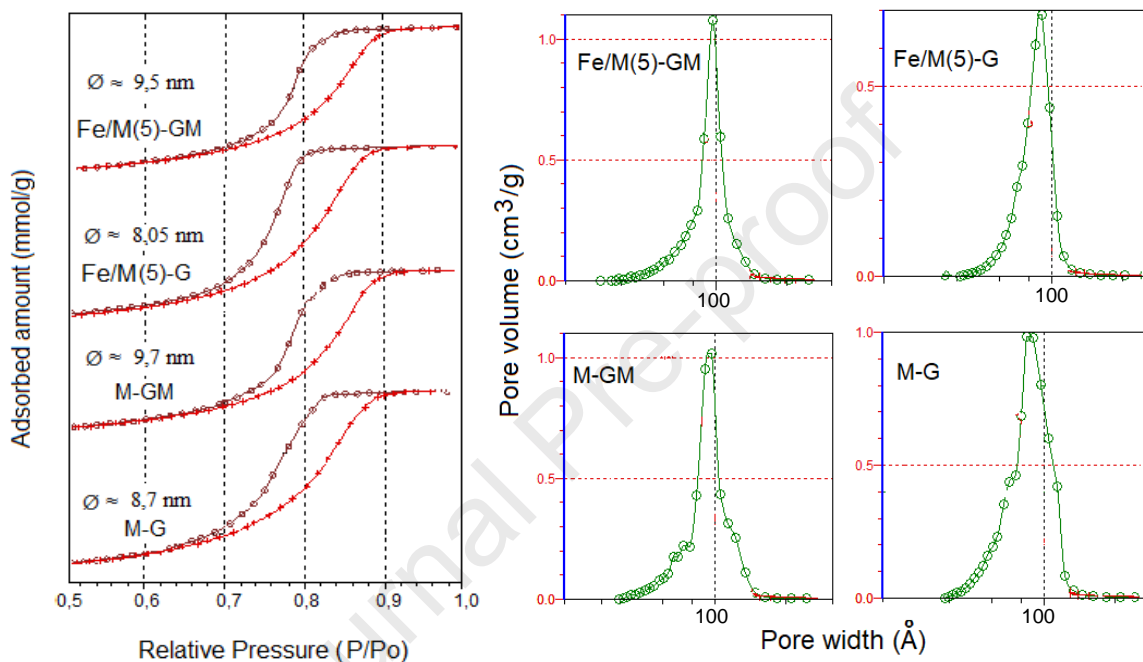 Adsorbed amount (mmol/g)
Ø ≈ 9,5 nm
Fe/M(5)-GM
Ø ≈ 8,05 nm
Fe/M(5)-G
Ø ≈ 9,7 nm
M-GM
Ø ≈ 8,7 nm
M-G
0,5 0,6 0,7 0,8 0,9 1,0
Relative Pressure (P/Po)
Pore volume (cm³/g)
Fe/M(5)-GM
1.0
0.5
0.0
100
Fe/M(5)-G
0.5
0.0
100
M-GM
1.0
0.5
0.0
100
M-G
1.0
0.5
0.0
100
Pore width (Å)
urnal Pre-proof